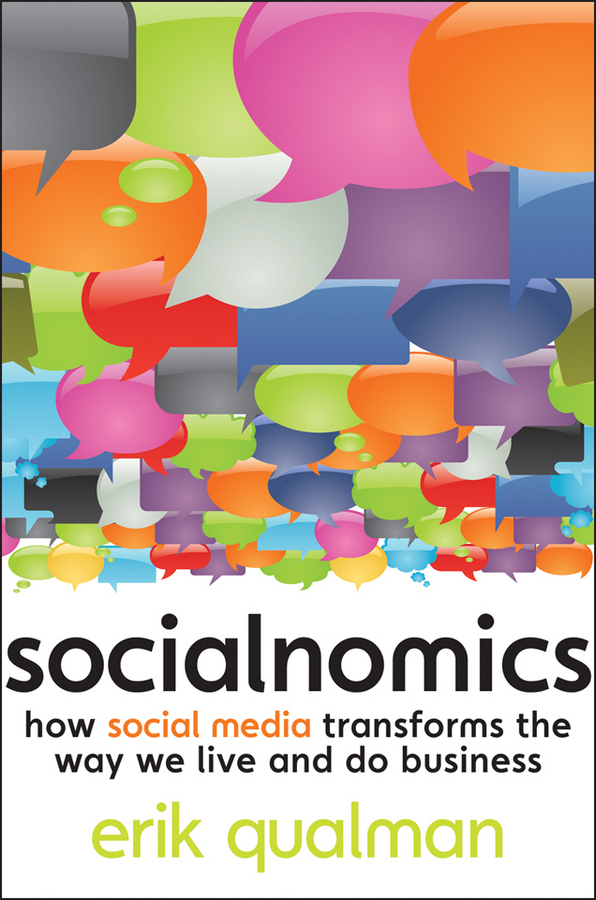 socialnomics
how social media transforms the
way we live and do business
erik qualman